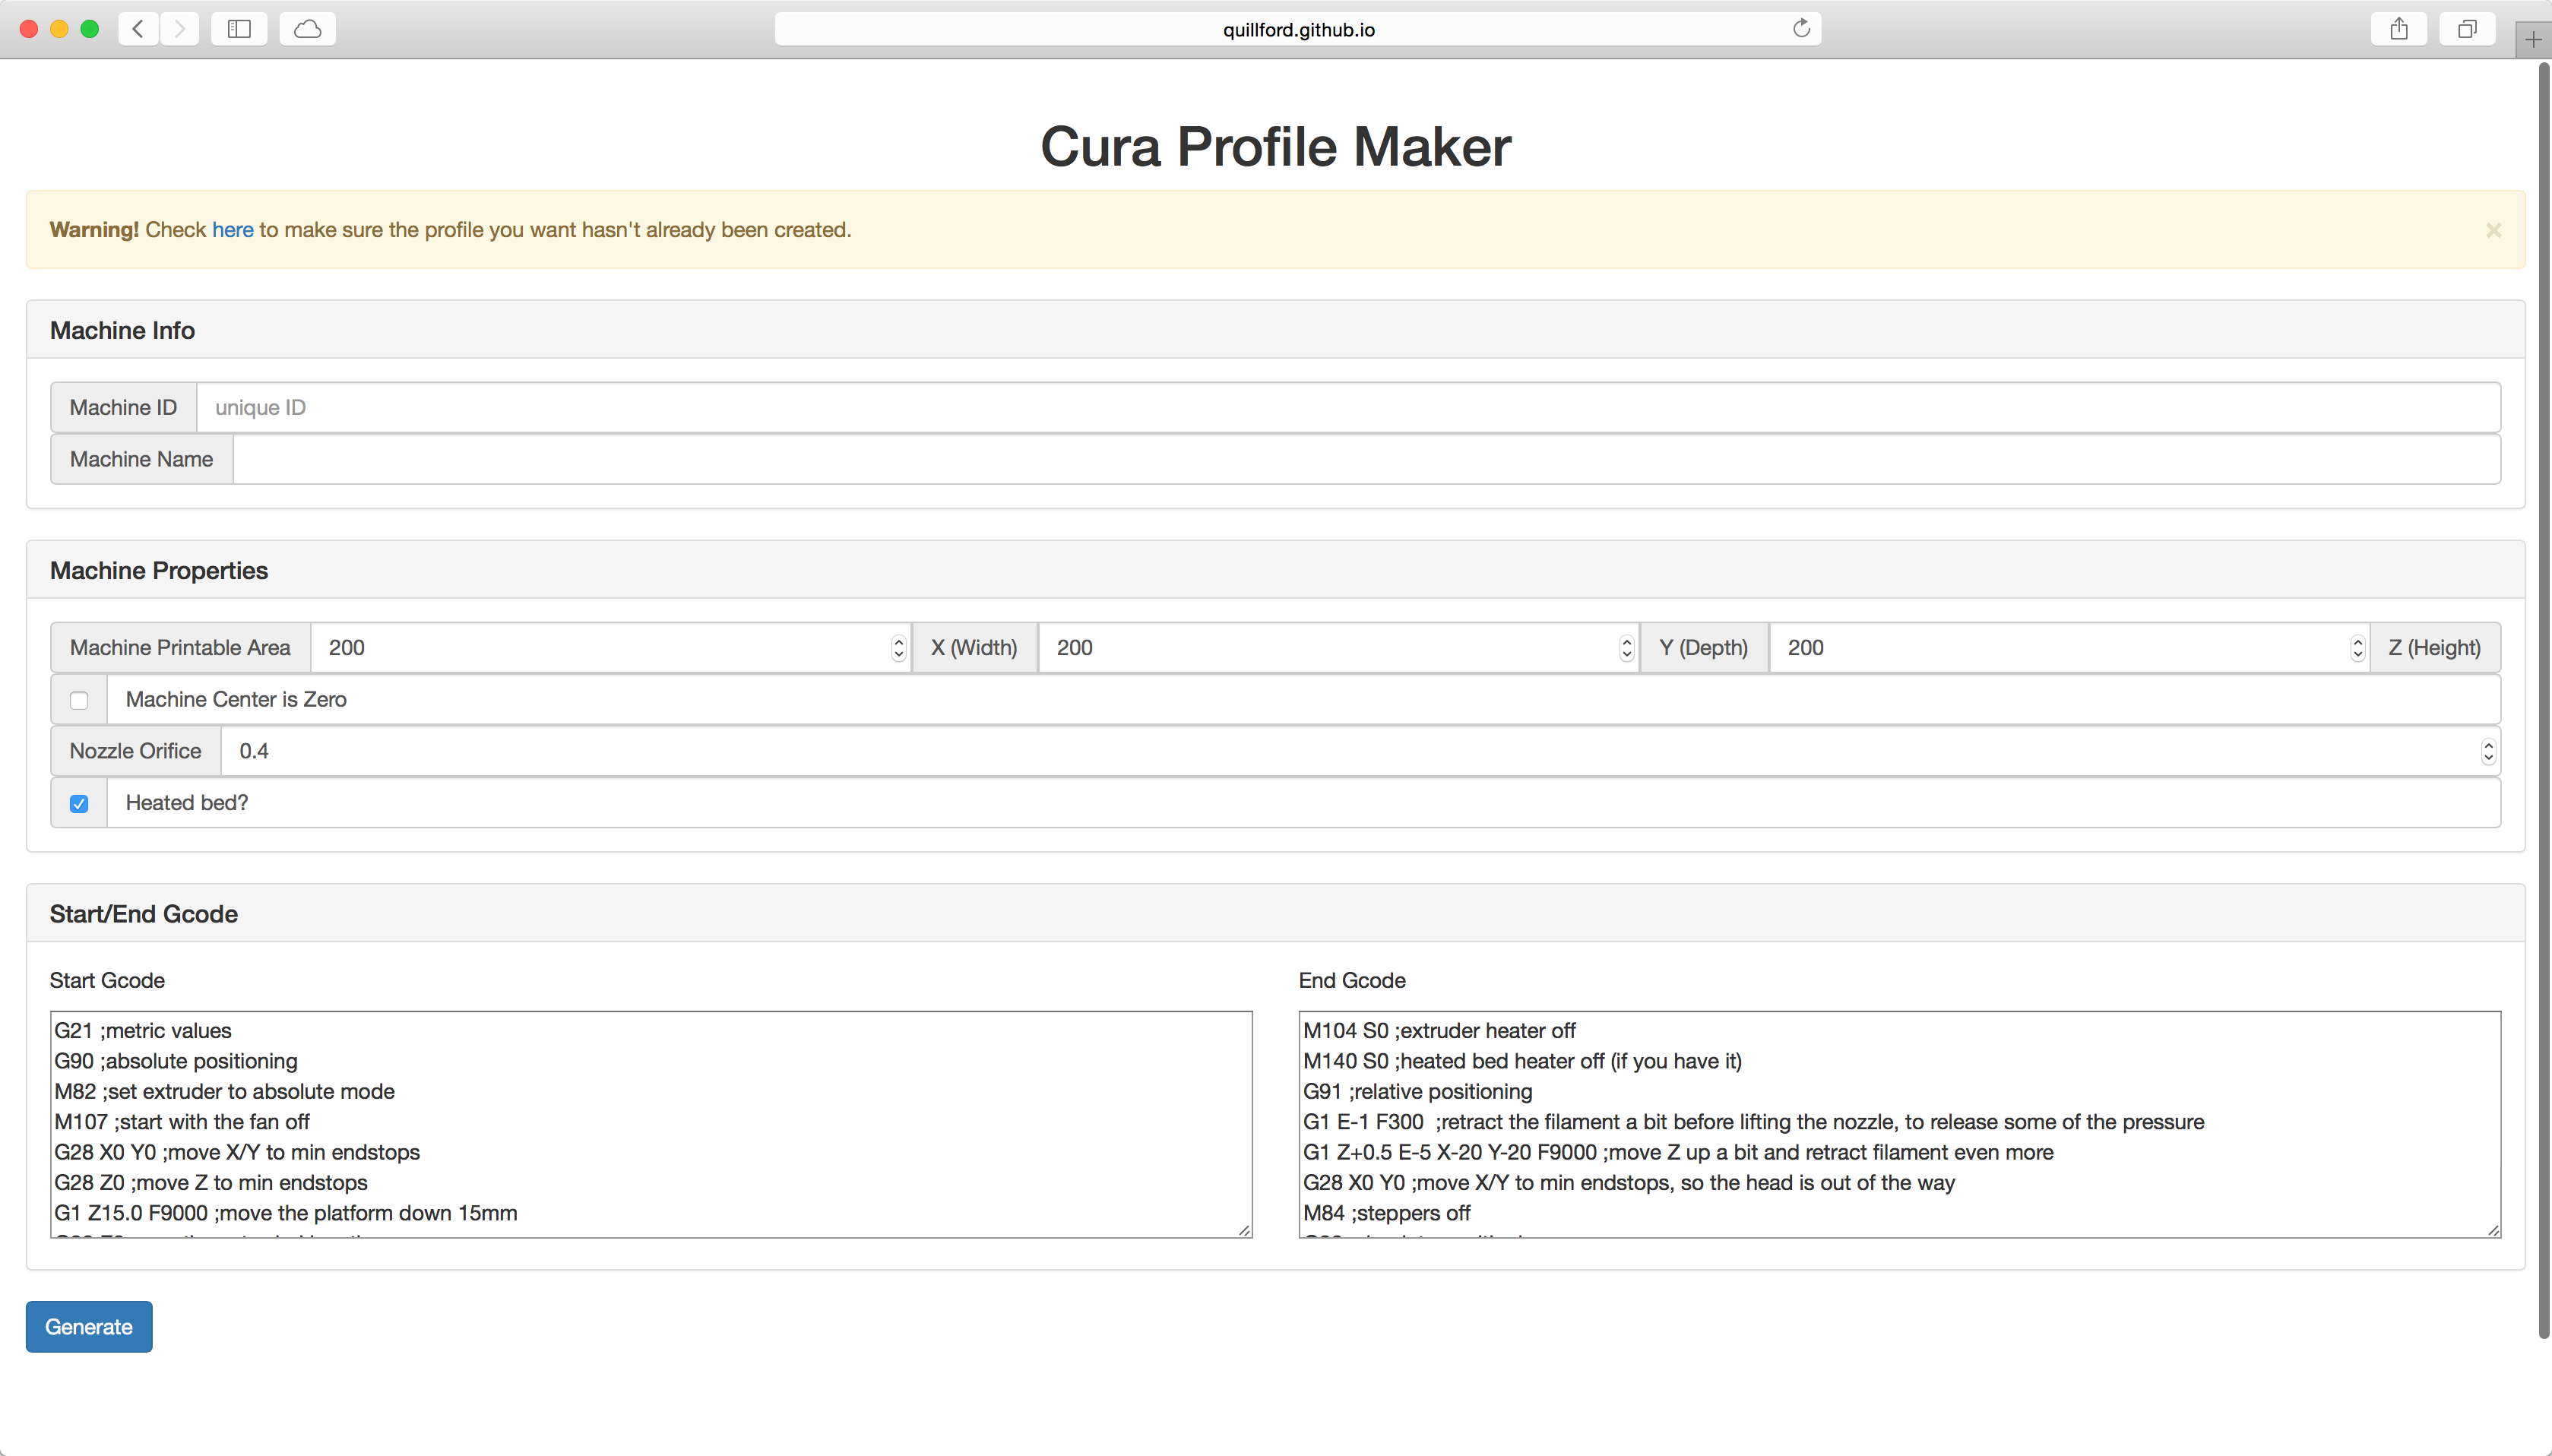 quillford.github.io
Cura Profile Maker
Warning! Check here to make sure the profile you want hasn't already been created. ×
Machine Info
Machine ID unique ID
Machine Name
Machine Properties
Machine Printable Area 200 X (Width) 200 Y (Depth) 200 Z (Height)
Machine Center is Zero
Nozzle Orifice 0.4
Heated bed?
Start/End Gcode
Start Gcode
G21 ;metric values
G90 ;absolute positioning
M82 ;set extruder to absolute mode
M107 ;start with the fan off
G28 X0 Y0 ;move X/Y to min endstops
G28 Z0 ;move Z to min endstops
G1 Z15.0 F9000 ;move the platform down 15mm
End Gcode
M104 S0 ;extruder heater off
M140 S0 ;heated bed heater off (if you have it)
G91 ;relative positioning
G1 E-1 F300  ;retract the filament a bit before lifting the nozzle, to release some of the pressure
G1 Z+0.5 E-5 X-20 Y-20 F9000 ;move Z up a bit and retract filament even more
G28 X0 Y0 ;move X/Y to min endstops, so the head is out of the way
M84 ;steppers off
Generate